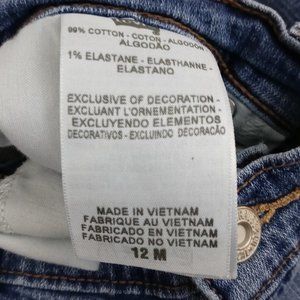 99% COTTON - COTON - ALGODON
ALGODÃO
1% ELASTANE - ELASTHANNE -
ELASTANO
EXCLUSIVE OF DECORATION -
EXCLUANT L'ORNEMENTATION -
EXCLUYENDO ELEMENTOS
DECORATIVOS - EXCLUINDO DECORACÃO
MADE IN VIETNAM
FABRIQUE AU VIETNAM
FABRICADO EN VIETNAM
FABRICADO NO VIETNAM
12 M